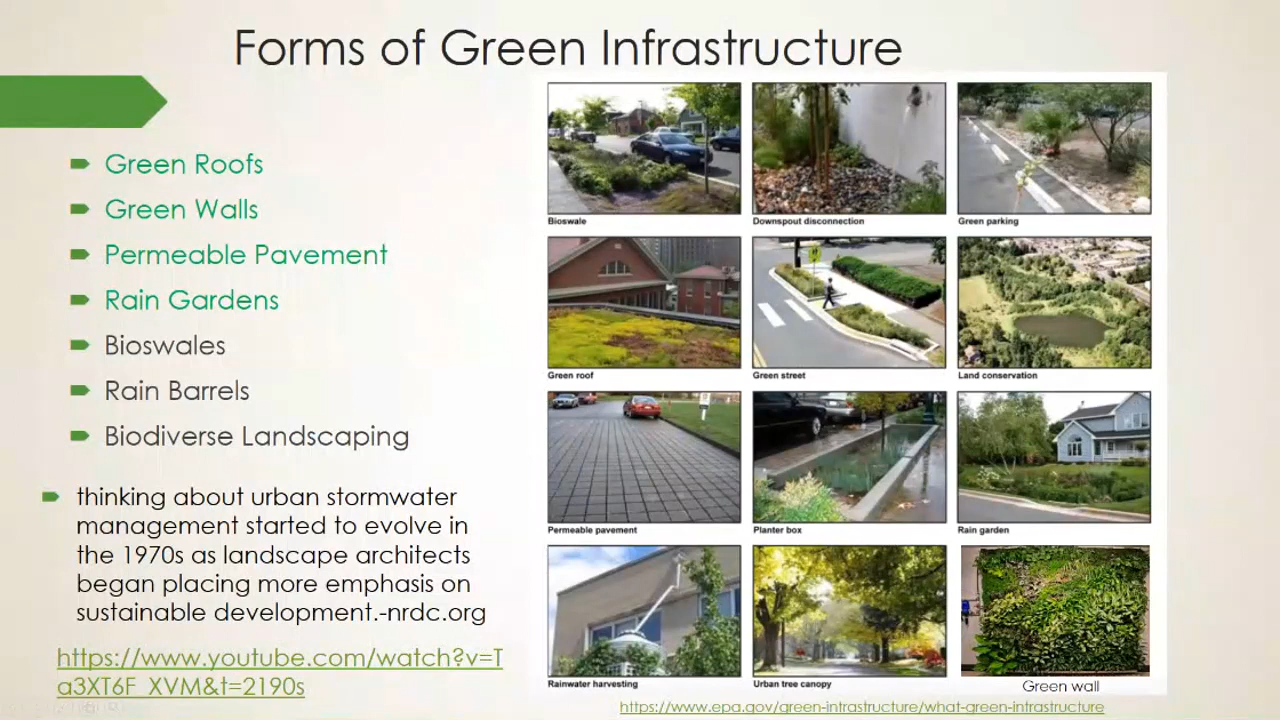 Forms of Green Infrastructure
Green Roofs
Green Walls
Permeable Pavement
Rain Gardens
Bioswales
Rain Barrels
Biodiverse Landscaping
thinking about urban stormwater
management started to evolve in
the 1970s as landscape architects
began placing more emphasis on
sustainable development.-nrdc.org
https://www.youtube.com/watch?v=T
a3XT6F_XVM&t=2190s
Bioswale
Downspout disconnection
Green parking
Green roof
Green street
Land conservation
Permeable pavement
Planter box
Rain garden
Rainwater harvesting
Urban tree canopy
Green wall
https://www.epa.gov/green-infrastructure/what-green-infrastructure